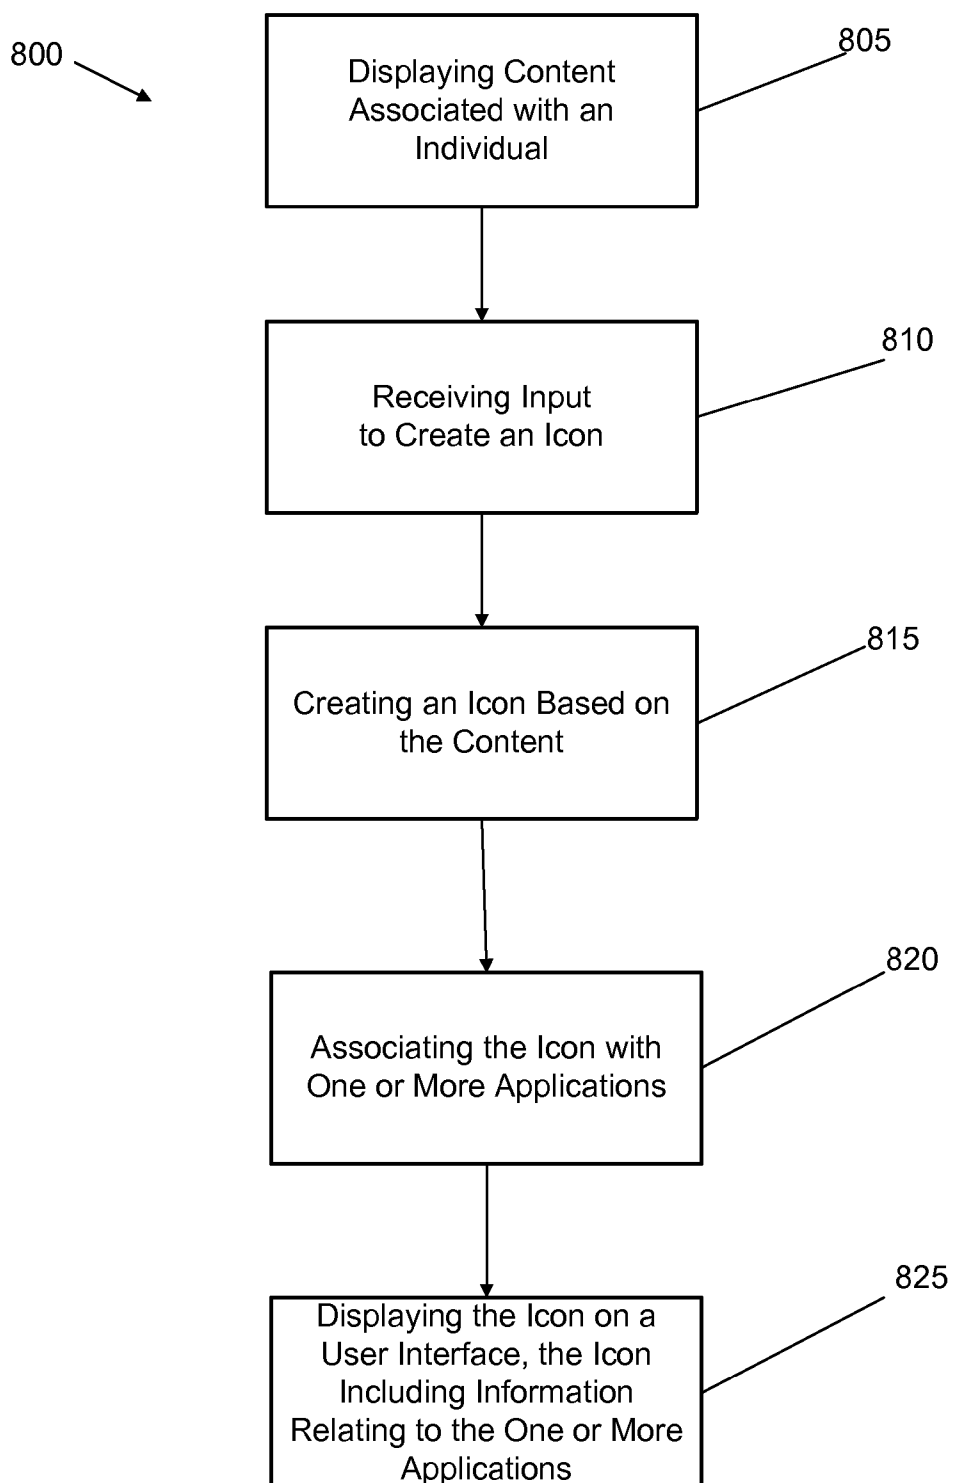 800
805
Displaying Content
Associated with an
Individual
810
Receiving Input
to Create an Icon
815
Creating an Icon Based on
the Content
820
Associating the Icon with
One or More Applications
825
Displaying the Icon on a
User Interface, the Icon
Including Information
Relating to the One or More
Applications